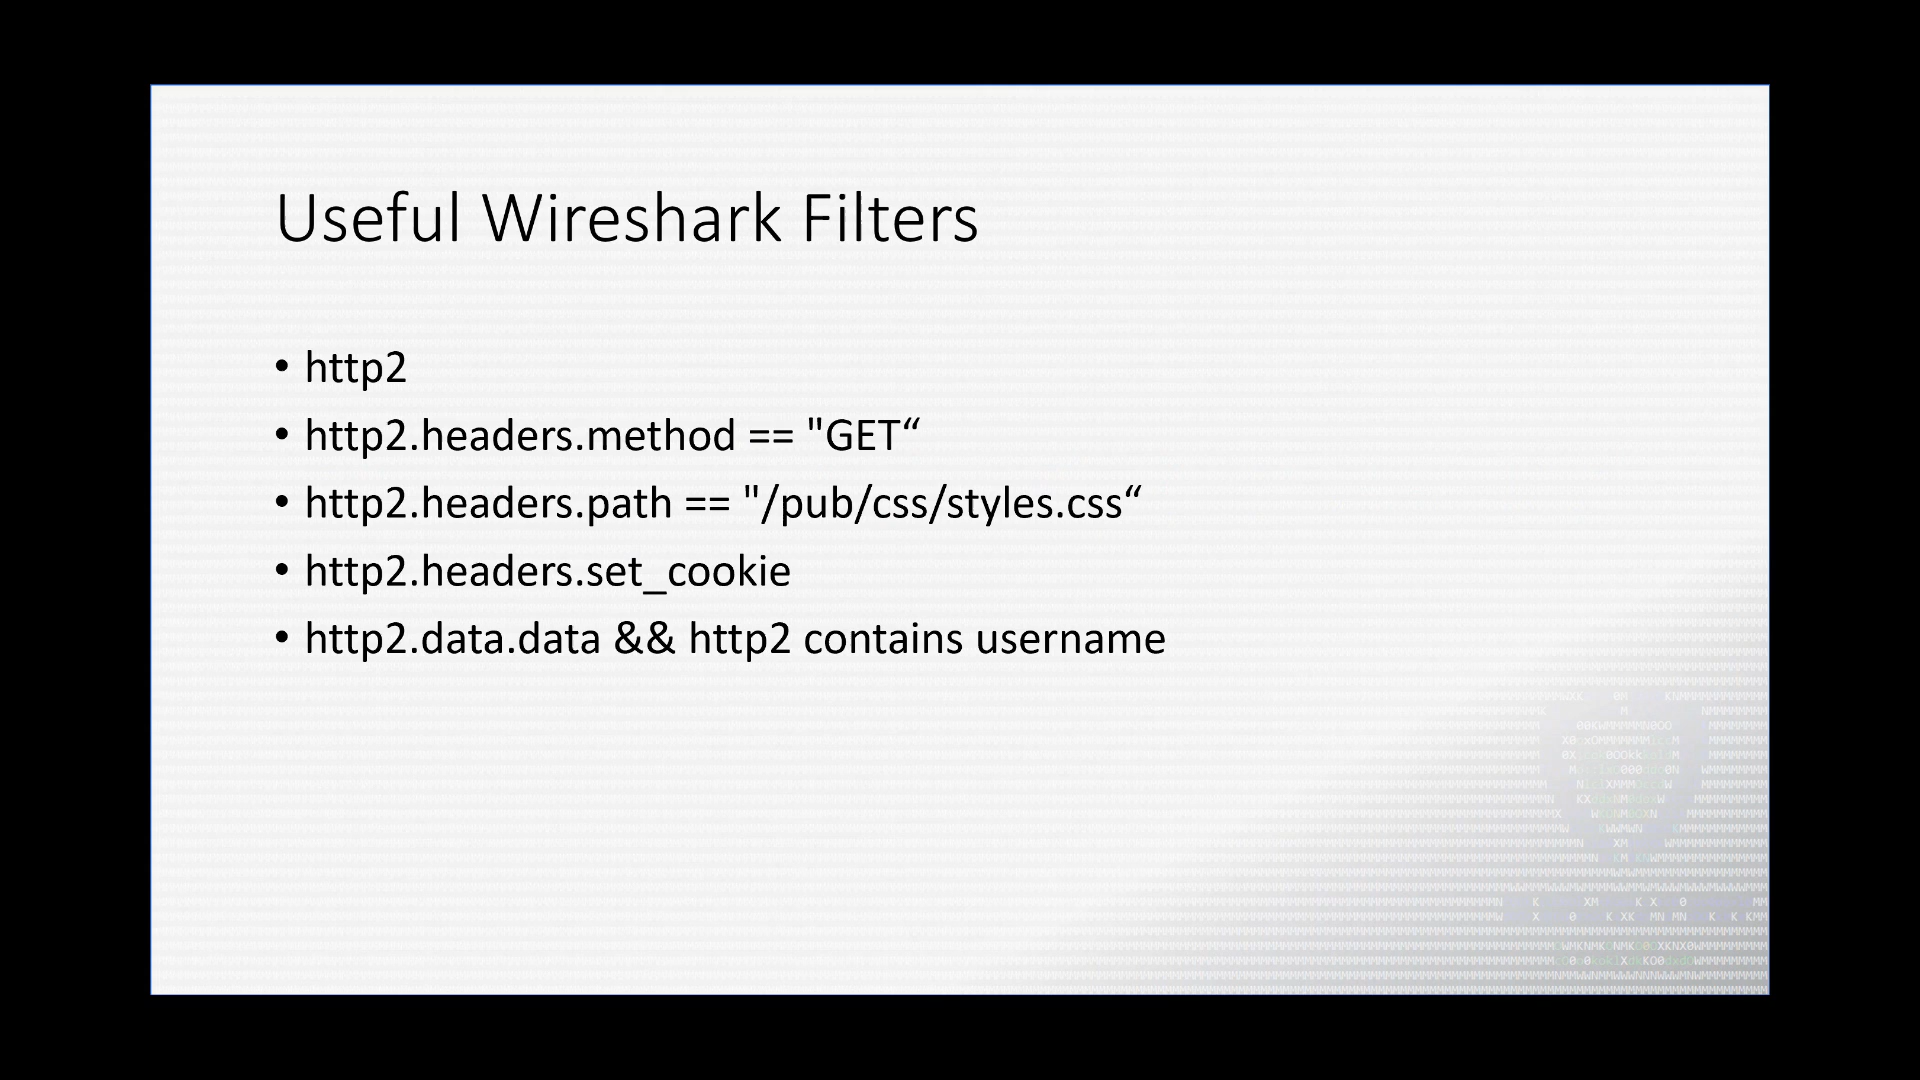 Useful Wireshark Filters
• http2
• http2.headers.method == "GET“
• http2.headers.path == "/pub/css/styles.css“
• http2.headers.set_cookie
• http2.data.data && http2 contains username